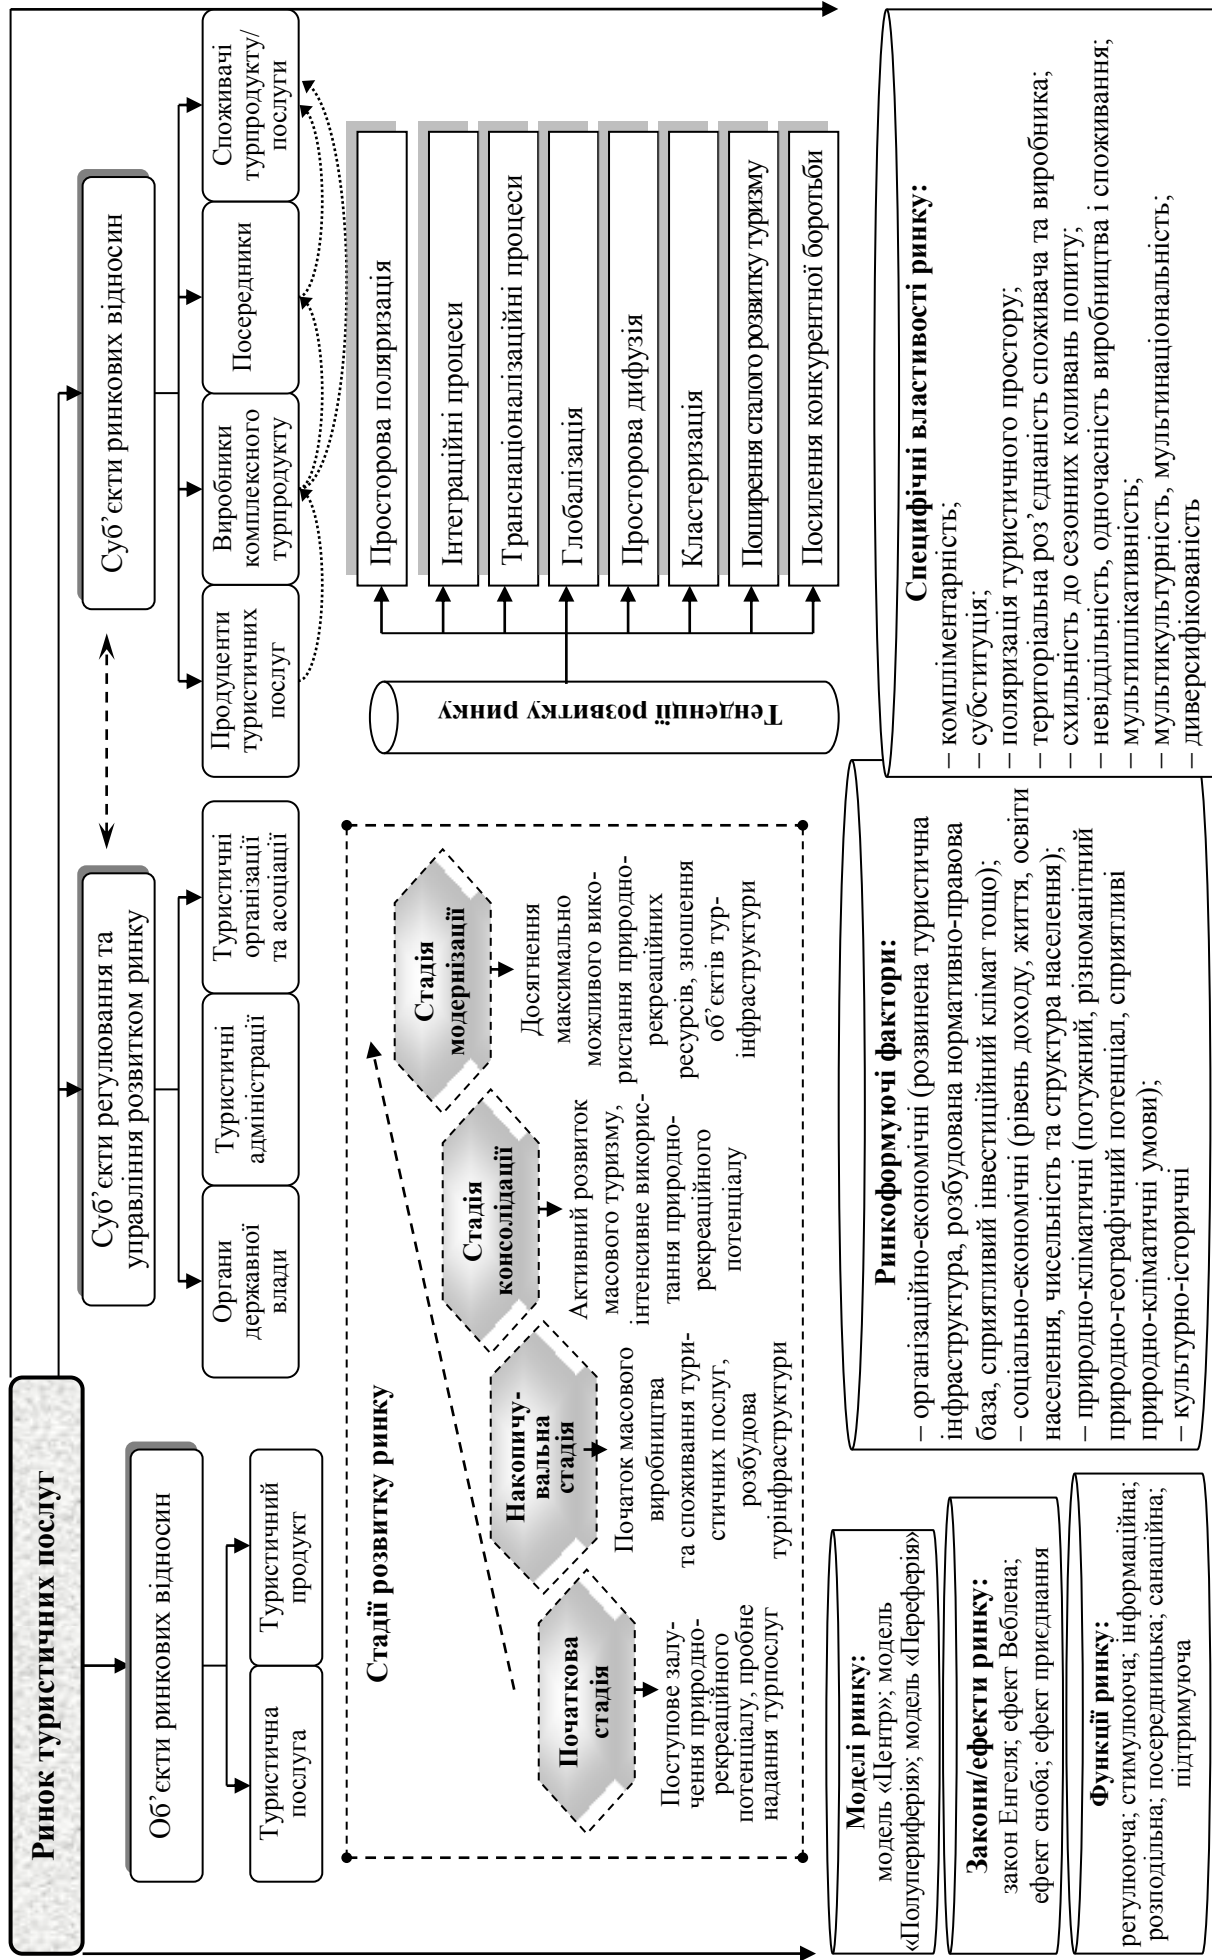 Ринок туристичних послуг
Об’єкти ринкових відносин
Туристична
послуга
Туристичний
продукт
Суб’єкти регулювання та
управління розвитком ринку
Органи
державної
влади
Туристичні
адміністрації
Туристичні
організації
та асоціації
Суб’єкти ринкових відносин
Продуценти
туристичних
послуг
Виробники
комплексного
турпродукту
Посередники
Споживачі
турпродукту/
послуги
Стадії розвитку ринку
Початкова
стадія
Поступове залу-
чення природно-
рекреаційного
потенціалу, пробне
надання турпослуг
Накопичу-
вальна
стадія
Початок масового
виробництва
та споживання тури-
стичних послуг,
розбудова
турінфраструктури
Стадія
консолідації
Активний розвиток
масового туризму,
інтенсивне викорис-
тання природно-
рекреаційного
потенціалу
Стадія
модернізації
Досягнення
максимально
можливого вико-
ристання природно-
рекреаційних
ресурсів, зношення
об’єктів тур-
інфраструктури
Тенденції розвитку ринку
Просторова поляризація
Інтеграційні процеси
Транснаціоналізаційні процеси
Глобалізація
Просторова дифузія
Кластеризація
Поширення сталого розвитку туризму
Посилення конкурентної боротьби
Моделі ринку:
модель «Центр»; модель
«Полупериферія»; модель «Переферія»
Закони/ефекти ринку:
закон Енгеля; ефект Веблена;
ефект сноба; ефект приєднання
Функції ринку:
регулююча; стимулююча; інформаційна;
розподільна; посередницька; санаційна;
підтримуюча
Ринкоформуючі фактори:
– організаційно-економічні (розвинена туристична
інфраструктура, розбудована нормативно-правова
база, сприятливий інвестиційний клімат тощо);
– соціально-економічні (рівень доходу, життя, освіти
населення, чисельність та структура населення);
– природно-кліматичні (потужний, різноманітний
природно-географічний потенціал, сприятливі
природно-кліматичні умови);
– культурно-історичні
Специфічні властивості ринку:
– компліментарність;
– субституція;
– поляризація туристичного простору;
– територіальна роз’єднаність споживача та виробника;
– схильність до сезонних коливань попиту;
– невіддільність, одночасність виробництва і споживання;
– мультиплікативність;
– мультикультурність, мультинаціональність;
– диверсифікованість